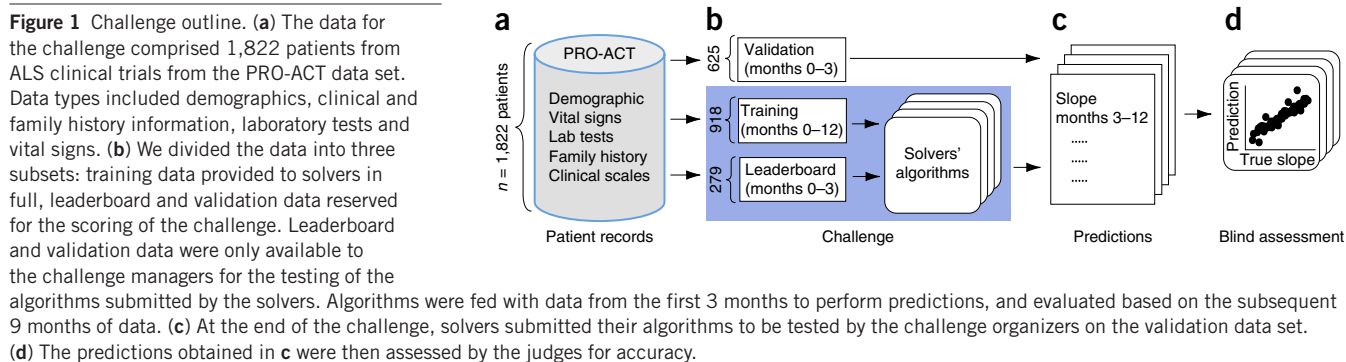 Figure 1 Challenge outline. (a) The data for
the challenge comprised 1,822 patients from
ALS clinical trials from the PRO-ACT data set.
Data types included demographics, clinical and
family history information, laboratory tests and
vital signs. (b) We divided the data into three
subsets: training data provided to solvers in
full, leaderboard and validation data reserved
for the scoring of the challenge. Leaderboard
and validation data were only available to
the challenge managers for the testing of the
algorithms submitted by the solvers. Algorithms were fed with data from the first 3 months to perform predictions, and evaluated based on the subsequent
9 months of data. (c) At the end of the challenge, solvers submitted their algorithms to be tested by the challenge organizers on the validation data set.
(d) The predictions obtained in c were then assessed by the judges for accuracy.
a
n = 1,822 patients
PRO-ACT
Demographic
Vital signs
Lab tests
Family history
Clinical scales
Patient records
b
625
Validation
(months 0–3)
918
Training
(months 0–12)
279
Leaderboard
(months 0–3)
Solvers'
algorithms
Challenge
c
Slope
months 3–12
.....
.....
.....
Predictions
d
Prediction
True slope
Blind assessment